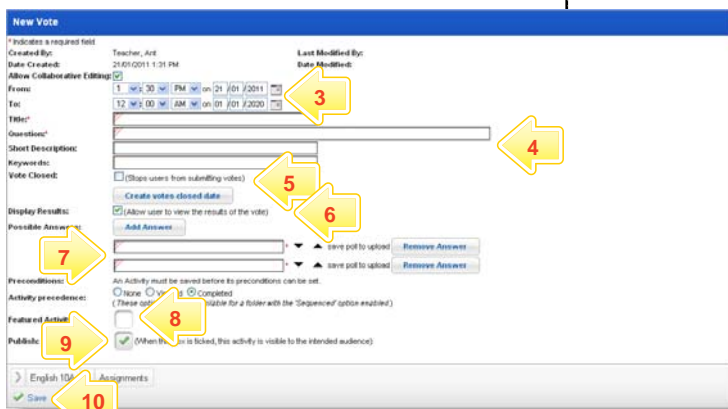 New Vote
* Indicates a required field
Created By: Teacher, Ant Last Modified By:
Date Created: 21/01/2011 1:31 PM Date Modified:
Allow Collaborative Editing:
From: 1 : 30 PM on 21 /01 /2011
3
To: 12 : 00 AM on 01 /01 /2020
Title:*
Question:*
4
Short Description:
Keywords:
Vote Closed: (Stops users from submitting votes)
5
Create votes closed date
6
Display Results: (Allow user to view the results of the vote)
Possible Answers: Add Answer
7
* save poll to upload Remove Answer
* save poll to upload Remove Answer
Preconditions: An Activity must be saved before its preconditions can be set.
Activity precedence: None Completed
(These for a folder with the 'Sequenced' option enabled.)
8
Featured
9
Publish: (When the is ticked, this activity is visible to the intended audience)
English Assignments
Save
10